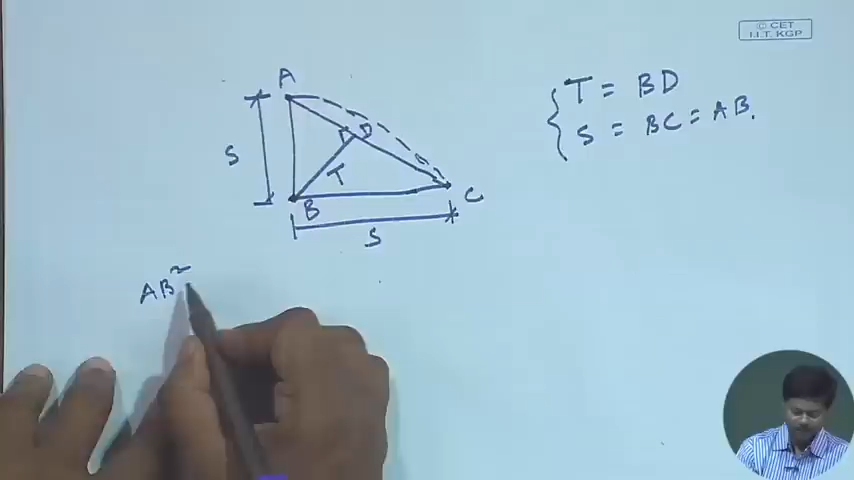 © CET
I.I.T. KGP
A
T = BD
S = BC = AB.
S
D
T
B
C
S
AB²